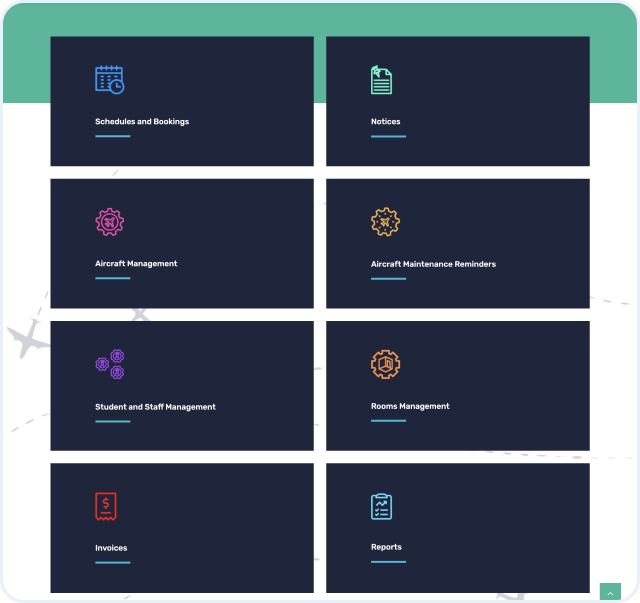 Schedules and Bookings
Notices
Aircraft Management
Aircraft Maintenance Reminders
Student and Staff Management
Rooms Management
Invoices
Reports